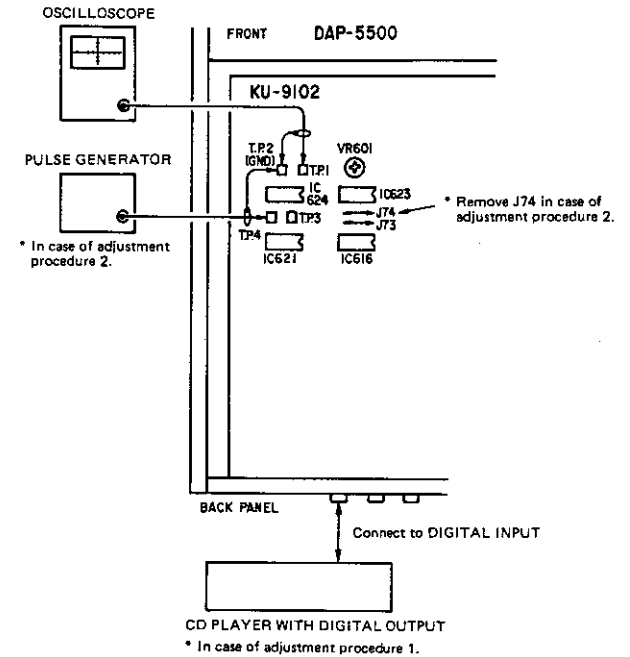 OSCILLOSCOPE
FRONT DAP-5500
KU-9102
T.P.2
(GND)
T.P.1
VR601
PULSE GENERATOR
* In case of adjustment
procedure 2.
IC
624
IC623
* Remove J74 in case of
adjustment procedure 2.
T.P.3
J74
J73
T.P.4
IC621
IC616
BACK PANEL
Connect to DIGITAL INPUT
CD PLAYER WITH DIGITAL OUTPUT
* In case of adjustment procedure 1.